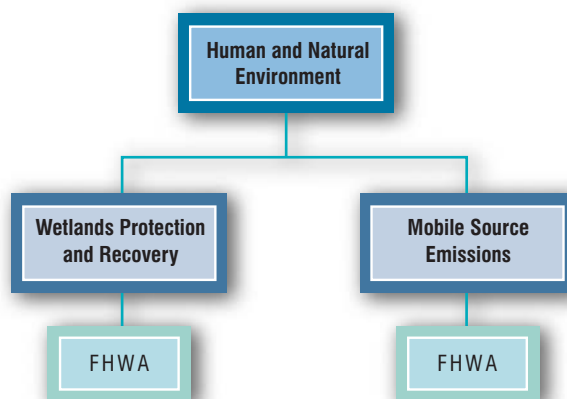 Human and Natural
Environment
Wetlands Protection
and Recovery
Mobile Source
Emissions
FHWA
FHWA